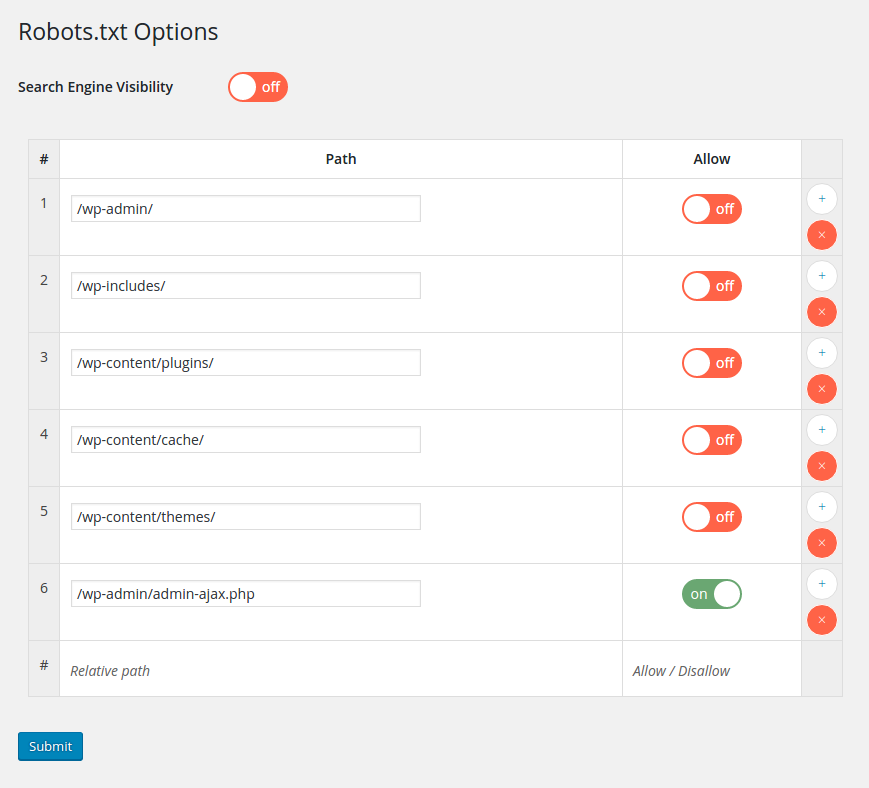 Robots.txt Options
Search Engine Visibility off
# Path Allow
1 /wp-admin/ off + ×
2 /wp-includes/ off + ×
3 /wp-content/plugins/ off + ×
4 /wp-content/cache/ off + ×
5 /wp-content/themes/ off + ×
6 /wp-admin/admin-ajax.php on + ×
# Relative path Allow / Disallow
Submit